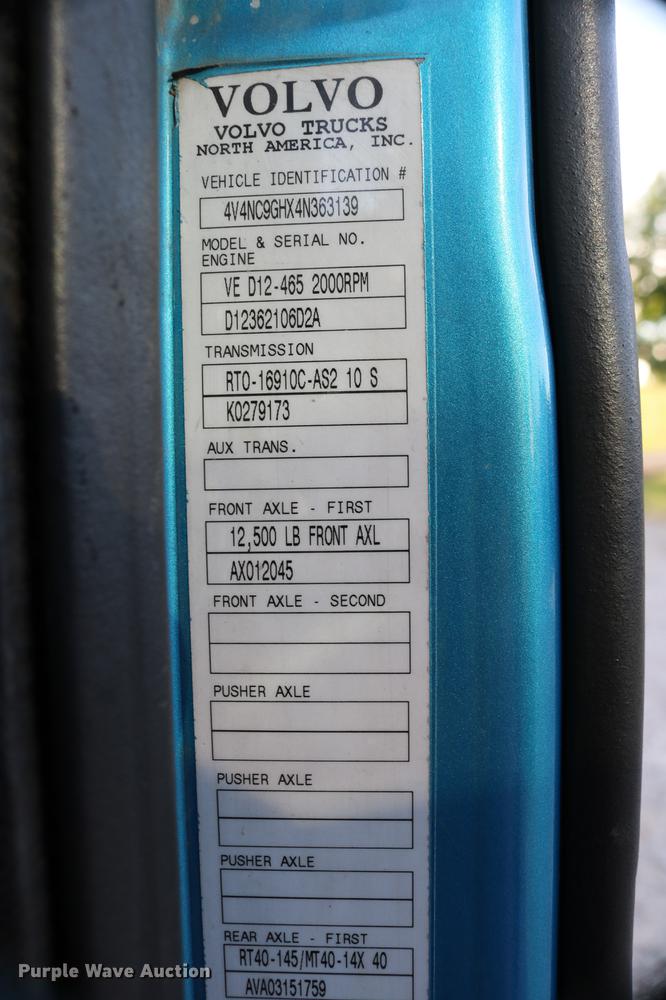 VOLVO
VOLVO TRUCKS
NORTH AMERICA, INC.
VEHICLE IDENTIFICATION #
4V4NC9GHX4N363139
MODEL & SERIAL NO.
ENGINE
VE D12-465 2000RPM
D12362106D2A
TRANSMISSION
RTO-16910C-AS2 10 S
K0279173
AUX TRANS.
FRONT AXLE - FIRST
12,500 LB FRONT AXL
AX012045
FRONT AXLE - SECOND
PUSHER AXLE
PUSHER AXLE
PUSHER AXLE
REAR AXLE - FIRST
RT40-145/MT40-14X 40
AVA03151759
Purple Wave Auction